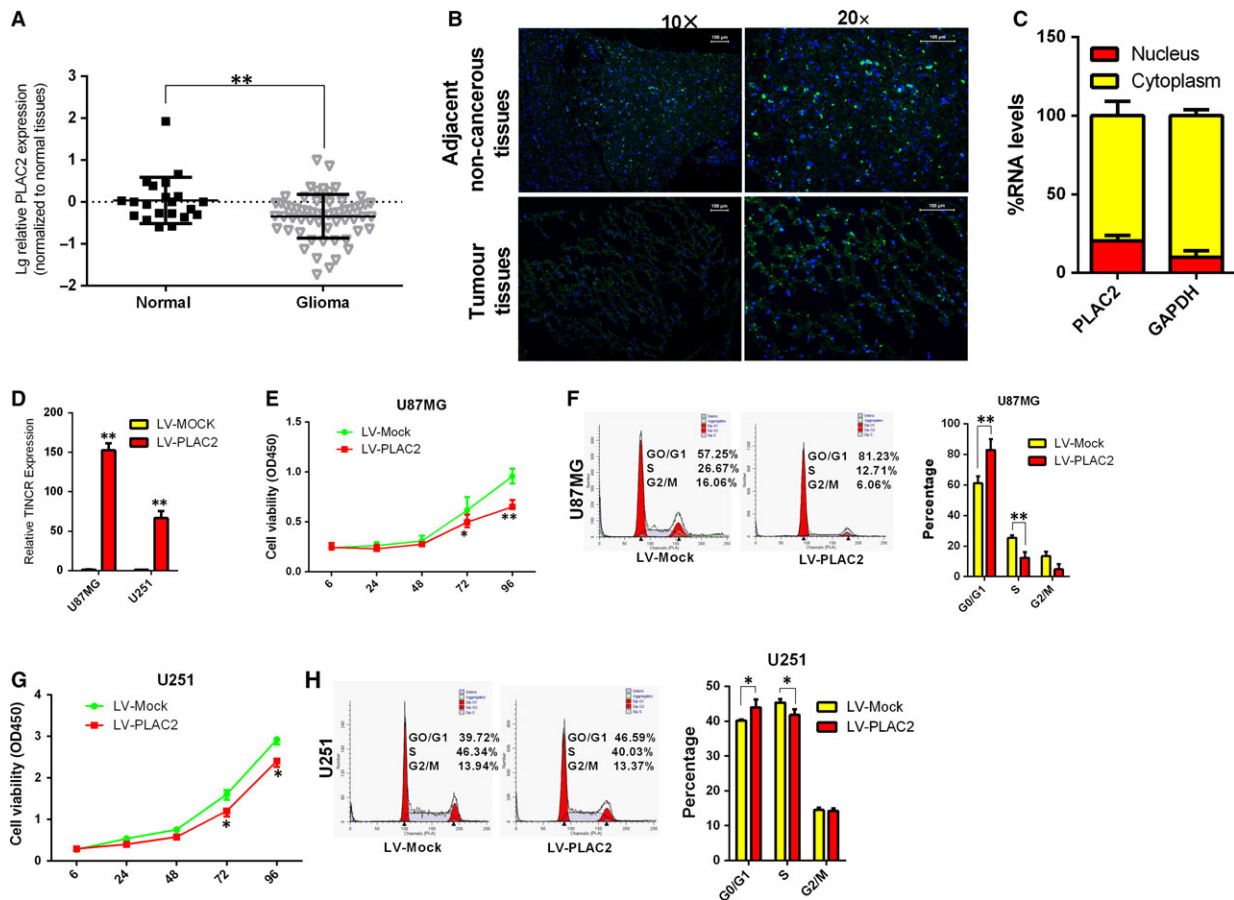 A
**
Lg relative PLAC2 expression
(normalized to normal tissues)
3
2
1
0
–1
–2
Normal
Glioma
B
10×
20×
Adjacent
non-cancerous
tissues
Tumour
tissues
100 µm
100 µm
100 µm
100 µm
C
Nucleus
Cytoplasm
%RNA levels
150
100
50
0
PLAC2
GAPDH
D
LV-MOCK
LV-PLAC2
Relative TINCR Expression
200
150
100
50
0
**
**
U87MG
U251
E
U87MG
LV-Mock
LV-PLAC2
Cell viability (OD450)
1.5
1.0
0.5
0.0
*
**
6
24
48
72
96
F
U87MG
GO/G1 57.25%
S 26.67%
G2/M 16.06%
LV-Mock
GO/G1 81.23%
S 12.71%
G2/M 6.06%
LV-PLAC2
U87MG
LV-Mock
LV-PLAC2
Percentage
100
80
60
40
20
0
**
**
G0/G1
S
G2/M
G
U251
LV-Mock
LV-PLAC2
Cell viability (OD450)
4
3
2
1
0
*
*
6
24
48
72
96
H
U251
GO/G1 39.72%
S 46.34%
G2/M 13.94%
LV-Mock
GO/G1 46.59%
S 40.03%
G2/M 13.37%
LV-PLAC2
U251
LV-Mock
LV-PLAC2
Percentage
50
40
30
20
10
0
*
*
G0/G1
S
G2/M